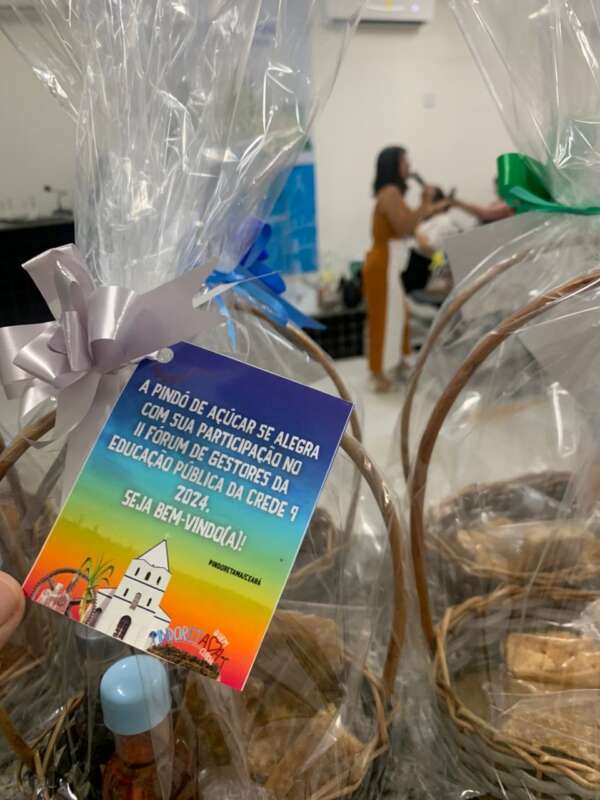 A PINDÓ DE AÇÚCAR SE ALEGRA
COM SUA PARTICIPAÇÃO NO
II FÓRUM DE GESTORES DA
EDUCAÇÃO PÚBLICA DA CREDE 9
2024.
SEJA BEM-VINDO(A)!
PINDORETAMA/CEARÁ
PINDORETAMA